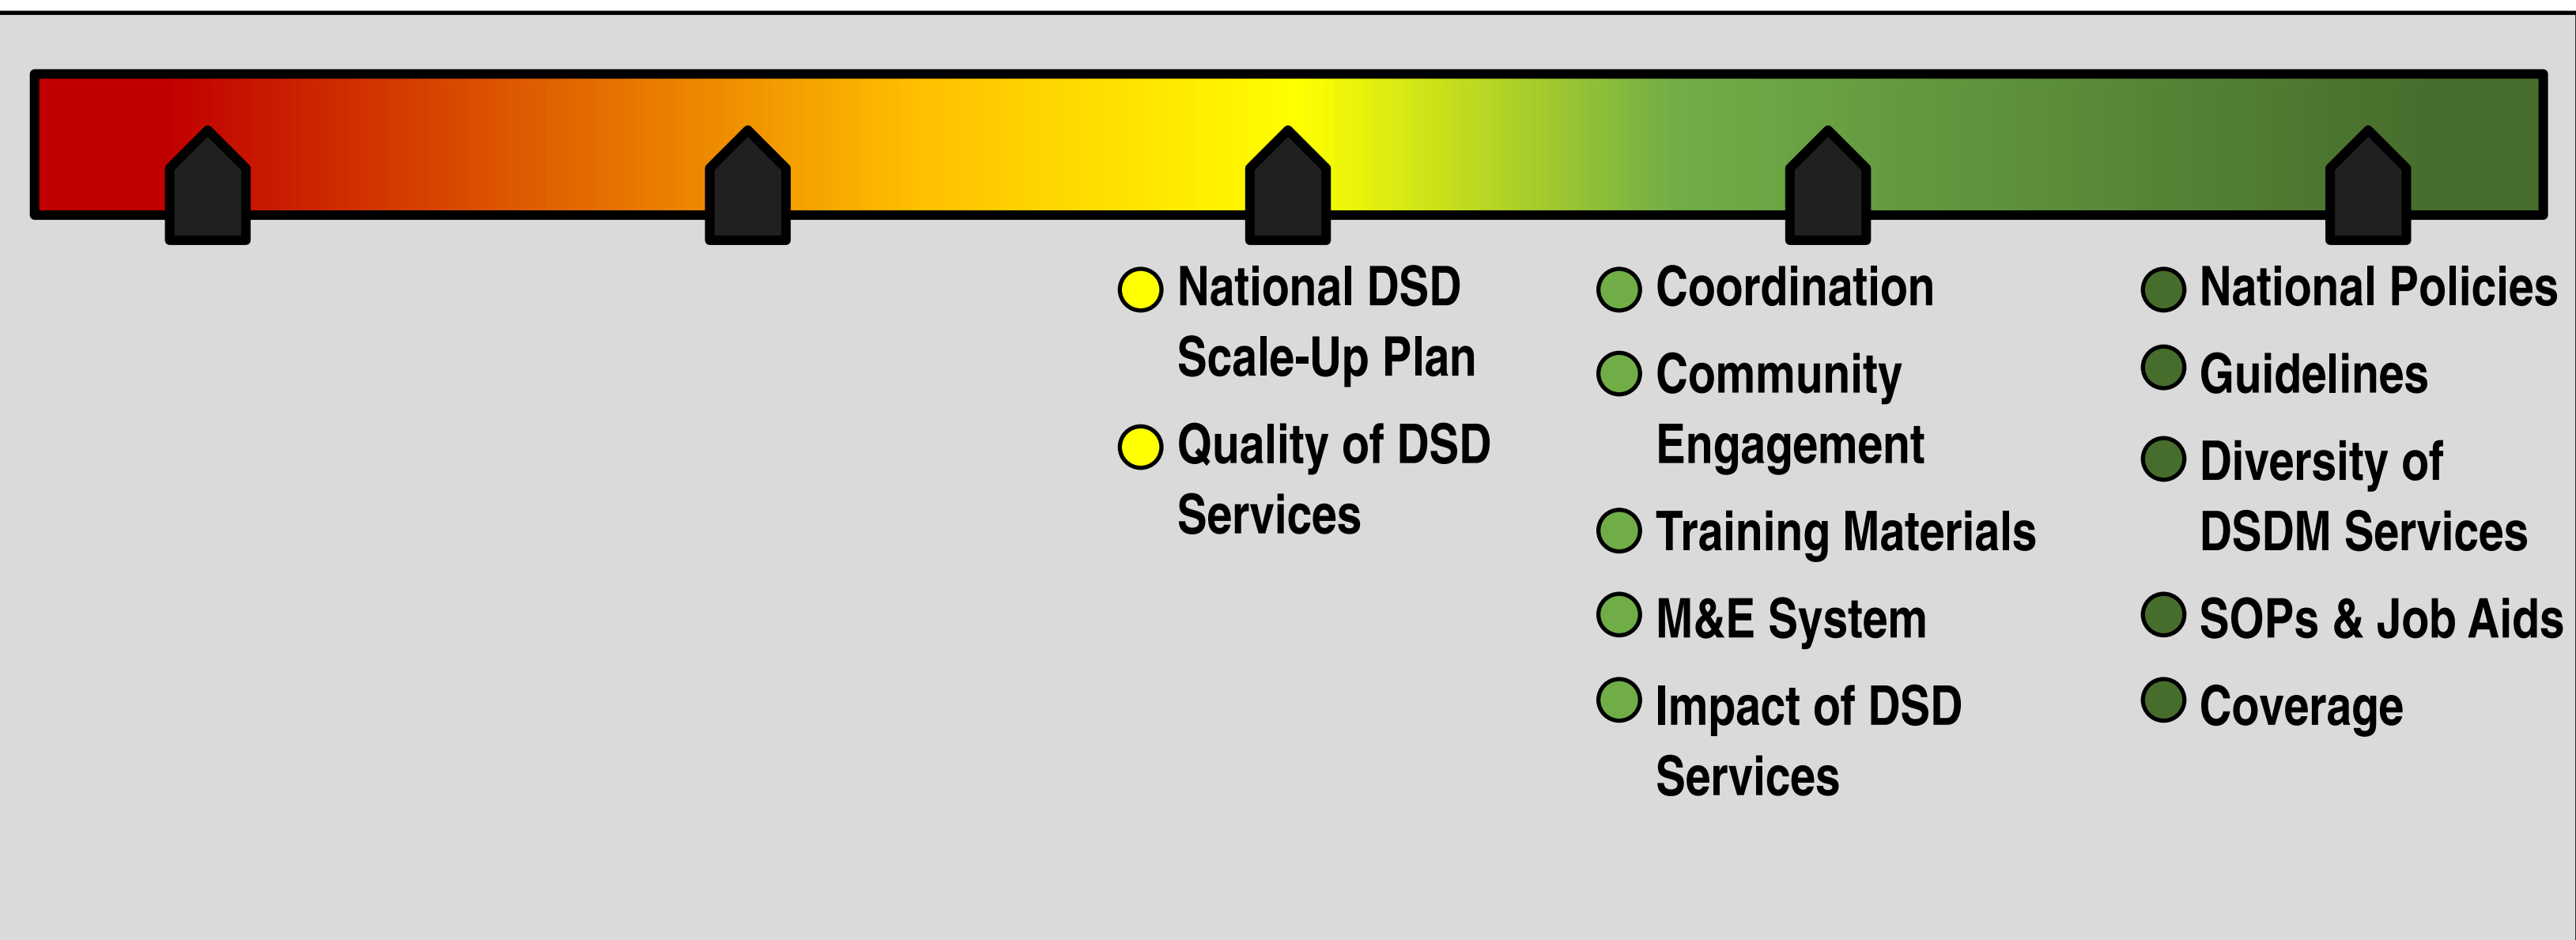 National DSD
Scale-Up Plan
Quality of DSD
Services
Coordination
Community
Engagement
Training Materials
M&E System
Impact of DSD
Services
National Policies
Guidelines
Diversity of
DSDM Services
SOPs & Job Aids
Coverage